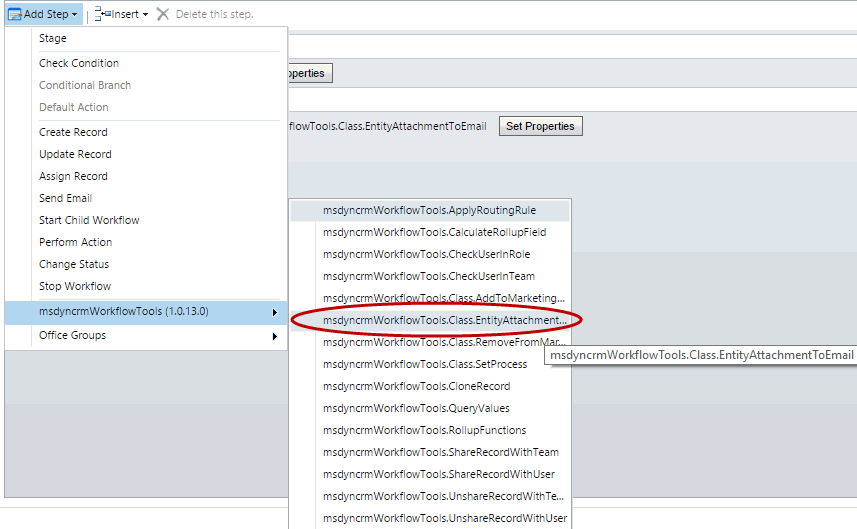 Add Step Insert Delete this step.
Stage
Check Condition
Conditional Branch
Default Action
Create Record
Update Record
Assign Record
Send Email
Start Child Workflow
Perform Action
Change Status
Stop Workflow
msdyncrmWorkflowTools (1.0.13.0)
Office Groups
operties
flowTools.Class.EntityAttachmentToEmail Set Properties
msdyncrmWorkflowTools.ApplyRoutingRule
msdyncrmWorkflowTools.CalculateRollupField
msdyncrmWorkflowTools.CheckUserInRole
msdyncrmWorkflowTools.CheckUserInTeam
msdyncrmWorkflowTools.Class.AddToMarketing...
msdyncrmWorkflowTools.Class.EntityAttachment...
msdyncrmWorkflowTools.Class.RemoveFromMar...
msdyncrmWorkflowTools.Class.EntityAttachmentToEmail
msdyncrmWorkflowTools.Class.SetProcess
msdyncrmWorkflowTools.CloneRecord
msdyncrmWorkflowTools.QueryValues
msdyncrmWorkflowTools.RollupFunctions
msdyncrmWorkflowTools.ShareRecordWithTeam
msdyncrmWorkflowTools.ShareRecordWithUser
msdyncrmWorkflowTools.UnshareRecordWithTe...
msdyncrmWorkflowTools.UnshareRecordWithUser